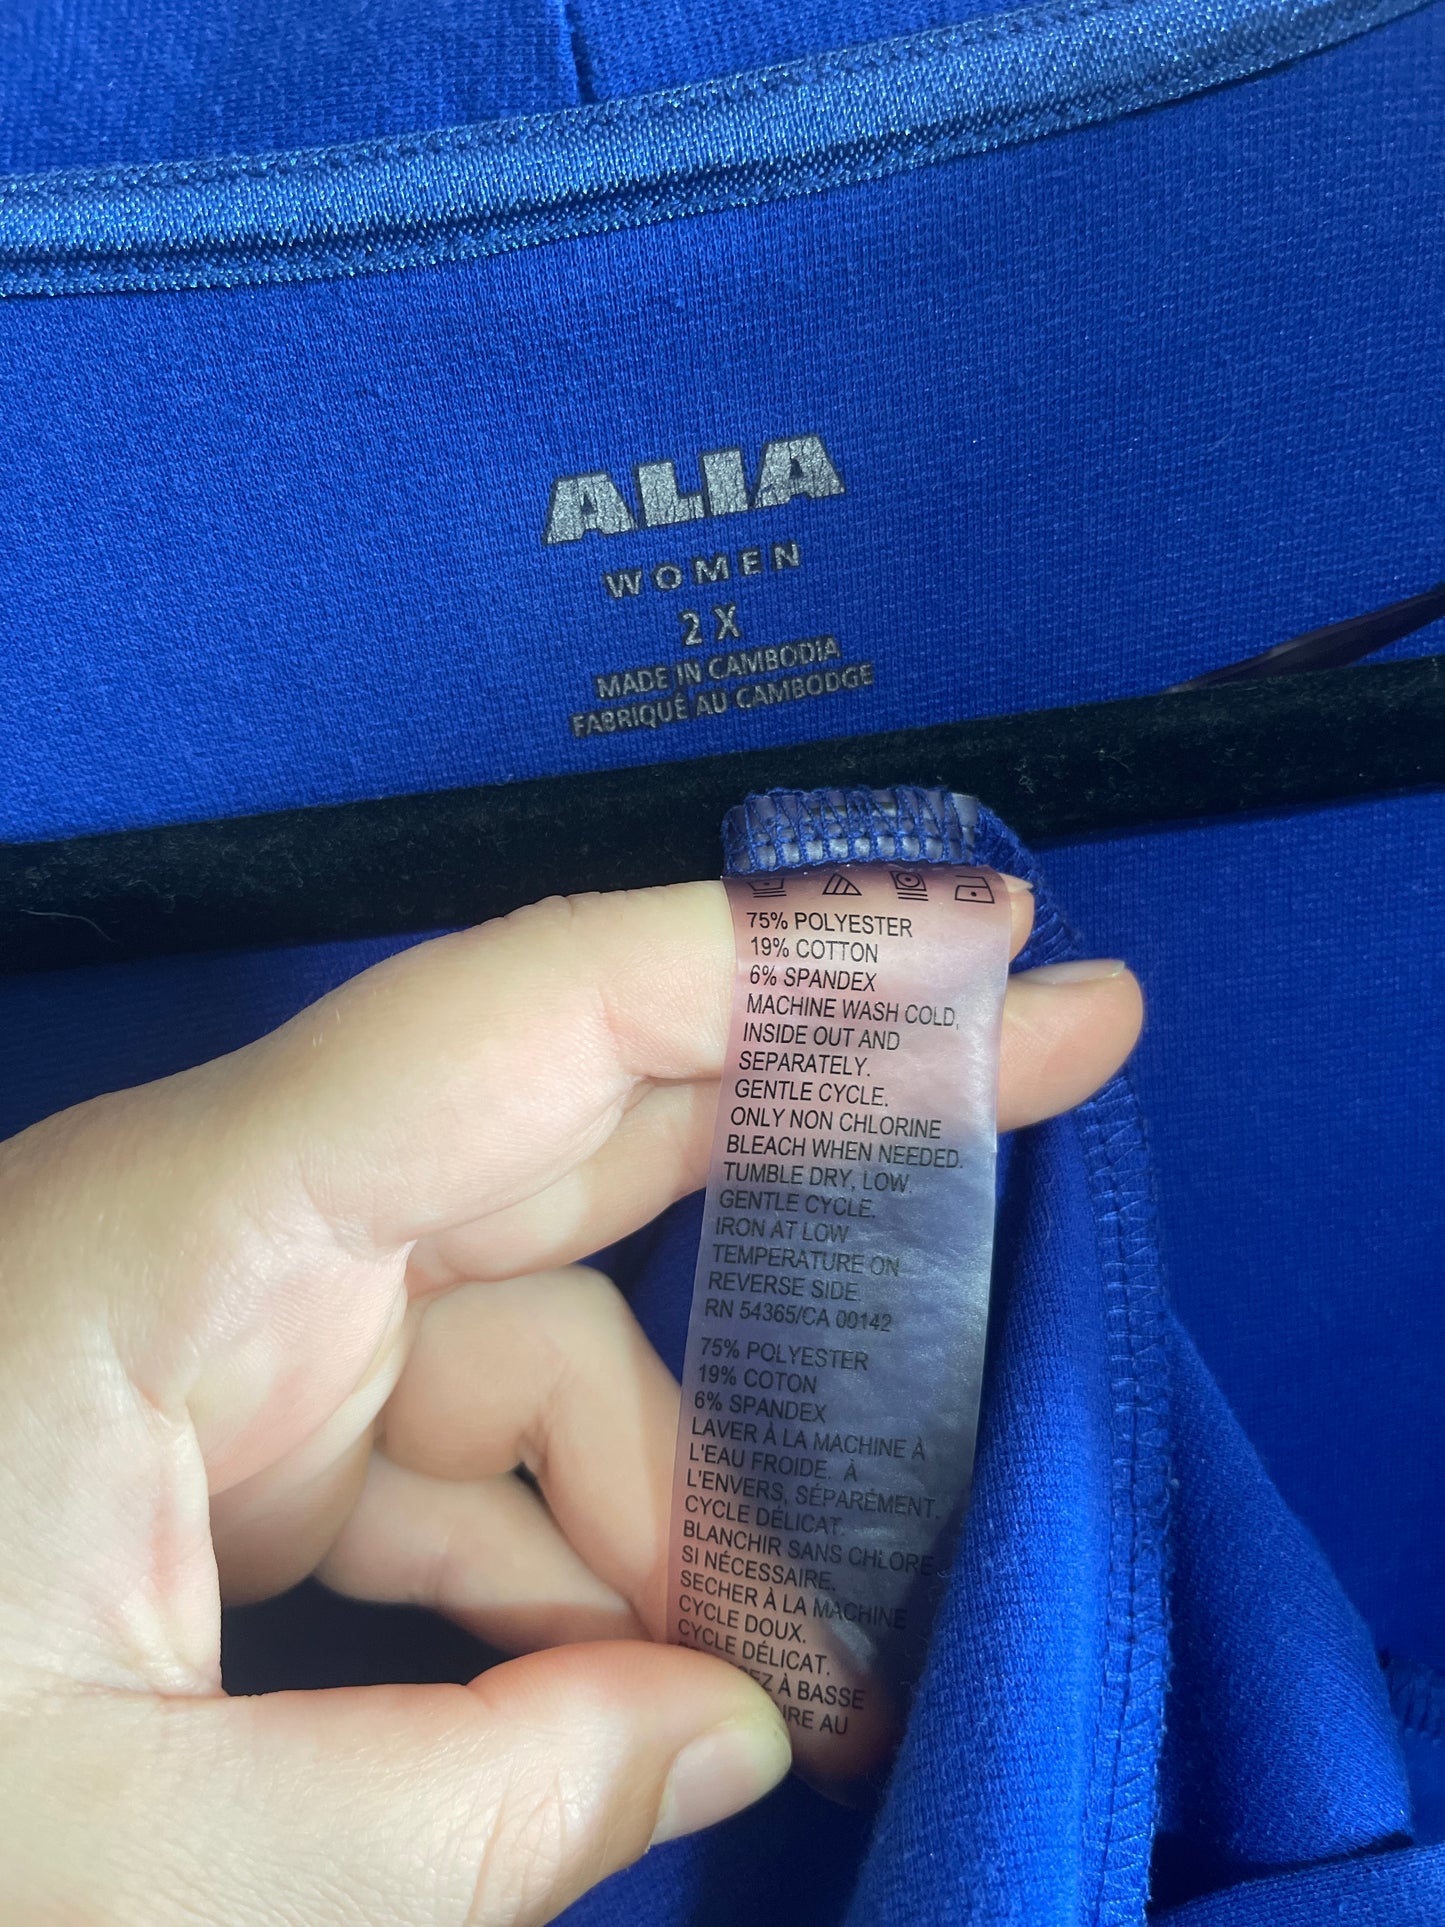 ALIA
WOMEN
2 X
MADE IN CAMBODIA
FABRIQUÉ AU CAMBODGE
75% POLYESTER
19% COTTON
6% SPANDEX
MACHINE WASH COLD,
INSIDE OUT AND
SEPARATELY.
GENTLE CYCLE.
ONLY NON CHLORINE
BLEACH WHEN NEEDED.
TUMBLE DRY, LOW.
GENTLE CYCLE.
IRON AT LOW
TEMPERATURE ON
REVERSE SIDE
RN 54365/CA 00142
75% POLYESTER
19% COTON
6% SPANDEX
LAVER À LA MACHINE À
L'EAU FROIDE. À
L'ENVERS, SÉPARÉMENT.
CYCLE DÉLICAT.
BLANCHIR SANS CHLORE
SI NÉCESSAIRE.
SECHER À LA MACHINE
CYCLE DOUX.
CYCLE DÉLICAT.
À BASSE
AU